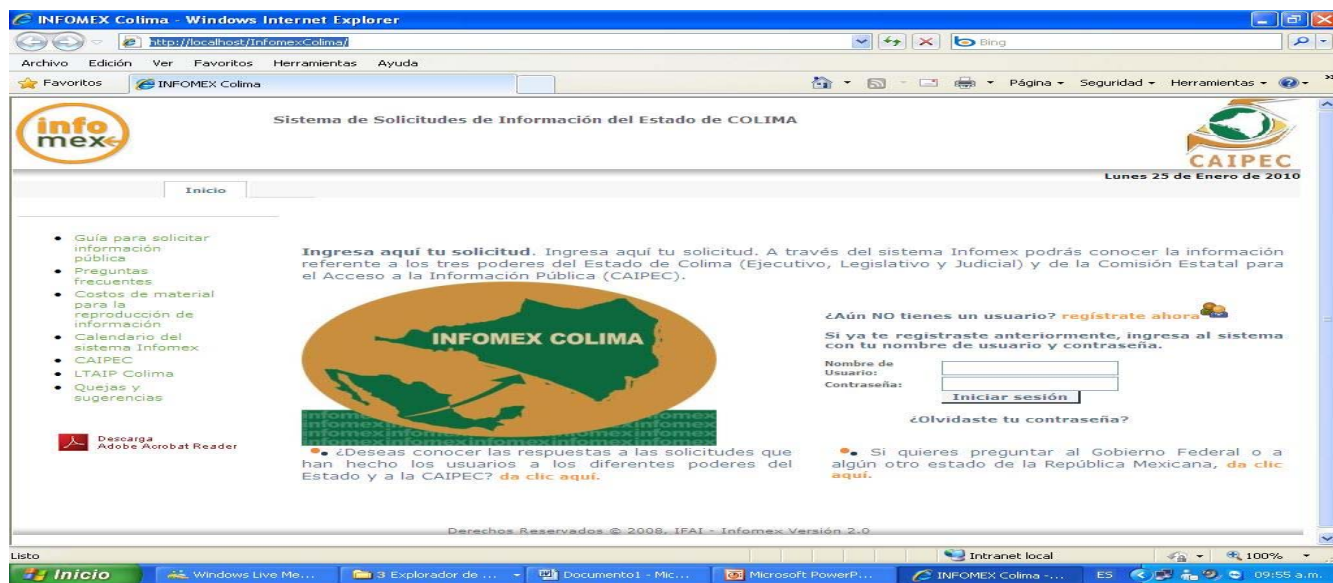 INFOMEX Colima - Windows Internet Explorer
http://localhost/InfomexColima/
Bing
Archivo Edición Ver Favoritos Herramientas Ayuda
Favoritos INFOMEX Colima Página Seguridad Herramientas
info
mex
Sistema de Solicitudes de Información del Estado de COLIMA
CAIPEC
Lunes 25 de Enero de 2010
Inicio
Guía para solicitar
información
pública
Preguntas
frecuentes
Costos de material
para la
reproducción de
información
Calendario del
sistema Infomex
CAIPEC
LTAIP Colima
Quejas y
sugerencias
Descarga
Adobe Acrobat Reader
Ingresa aquí tu solicitud. Ingresa aquí tu solicitud. A través del sistema Infomex podrás conocer la información
referente a los tres poderes del Estado de Colima (Ejecutivo, Legislativo y Judicial) y de la Comisión Estatal para
el Acceso a la Información Pública (CAIPEC).
INFOMEX COLIMA
¿Aún NO tienes un usuario? regístrate ahora
Si ya te registraste anteriormente, ingresa al sistema
con tu nombre de usuario y contraseña.
Nombre de
Usuario:
Contraseña:
Iniciar sesión
¿Olvidaste tu contraseña?
¿Deseas conocer las respuestas a las solicitudes que
han hecho los usuarios a los diferentes poderes del
Estado y a la CAIPEC? da clic aquí.
Si quieres preguntar al Gobierno Federal o a
algún otro estado de la República Mexicana, da clic
aquí.
Derechos Reservados © 2008, IFAI - Infomex Versión 2.0
Listo Intranet local 100%
Inicio Windows Live Me... 3 Explorador de ... Documento1 - Mic... Microsoft PowerP... INFOMEX Colima -... ES 09:55 a.m.